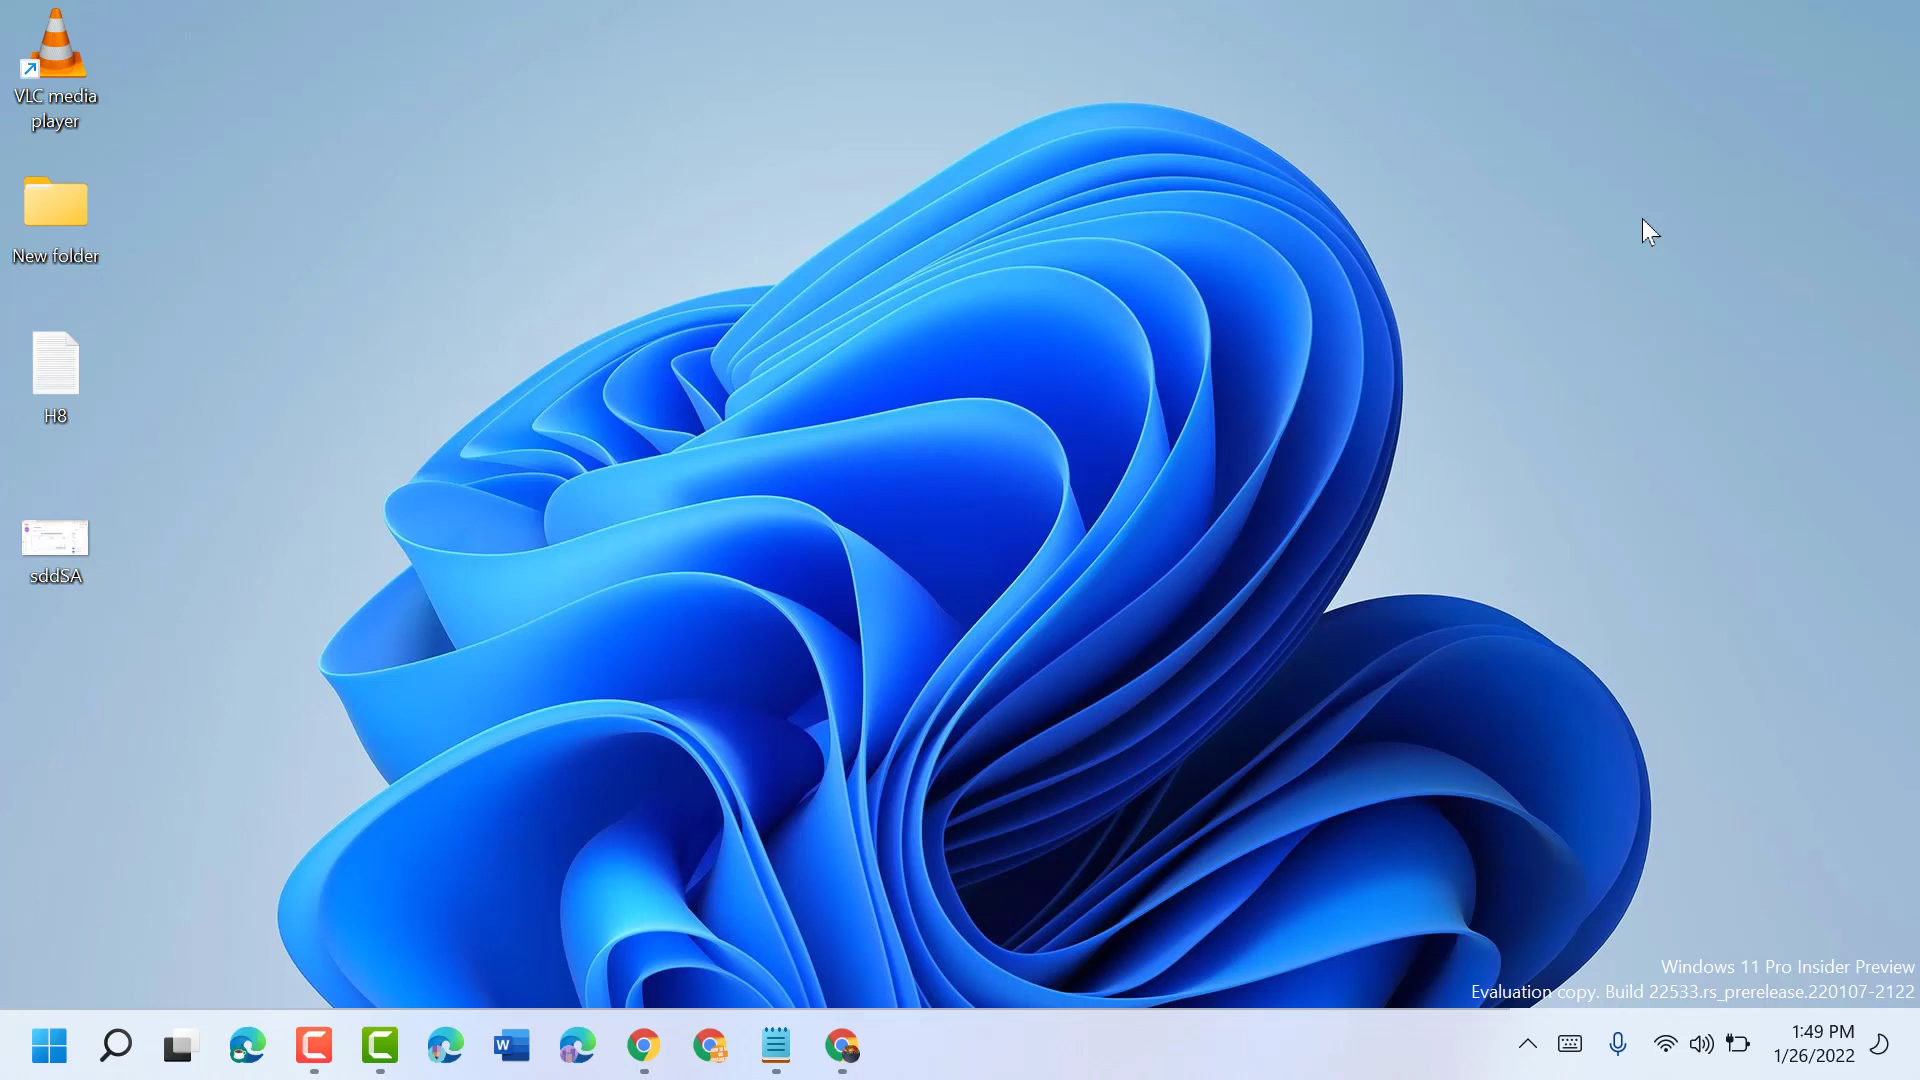 VLC media
player
New folder
H8
sddSA
Windows 11 Pro Insider Preview
Evaluation copy. Build 22533.rs_prerelease.220107-2122
W
1:49 PM
1/26/2022